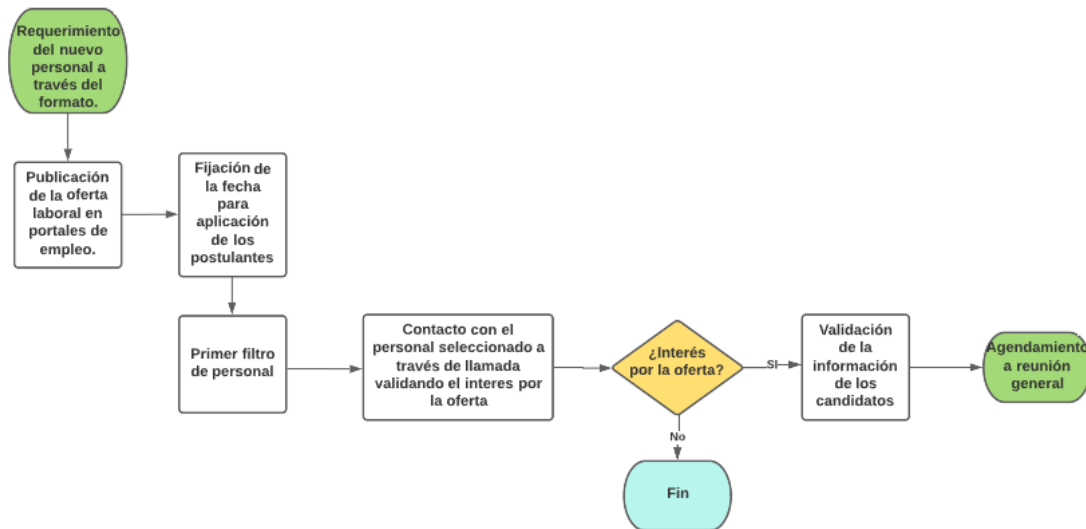 Requerimiento
del nuevo
personal a
través del
formato.
Publicación
de la oferta
laboral en
portales de
empleo.
Fijación de
la fecha
para
aplicación
de los
postulantes
Primer filtro
de personal
Contacto con el
personal seleccionado a
través de llamada
validando el interes por
la oferta
¿Interés
por la oferta?
SI
No
Fin
Validación
de la
información
de los
candidatos
Agendamiento
a reunión
general